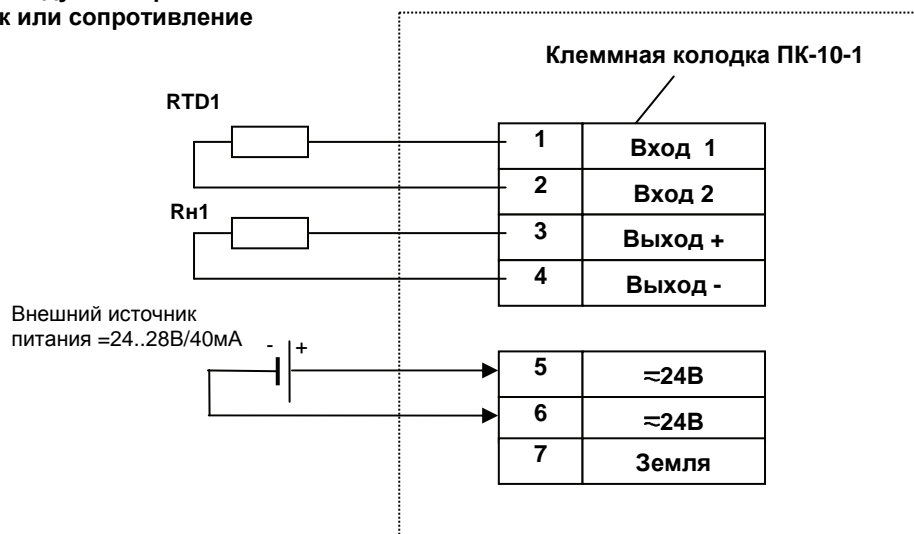 к или сопротивление
Клеммная колодка ПК-10-1
RTD1
1 Вход 1
2 Вход 2
Rн1
3 Выход +
4 Выход -
Внешний источник
питания =24..28В/40мА
- +
5 ≂24В
6 ≂24В
7 Земля